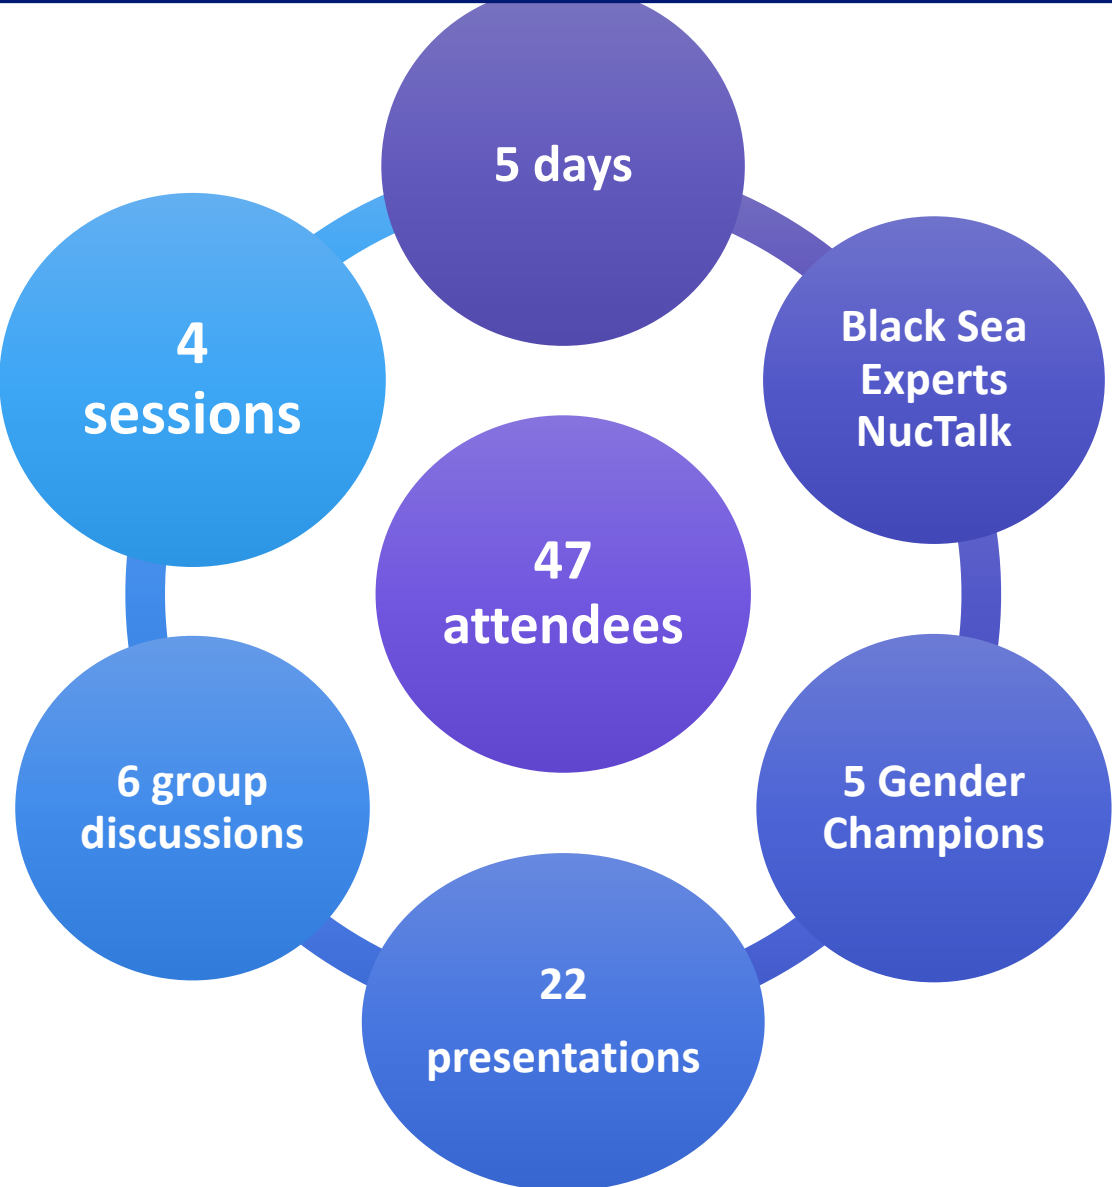 5 days
Black Sea
Experts
NucTalk
4
sessions
47
attendees
6 group
discussions
5 Gender
Champions
22
presentations